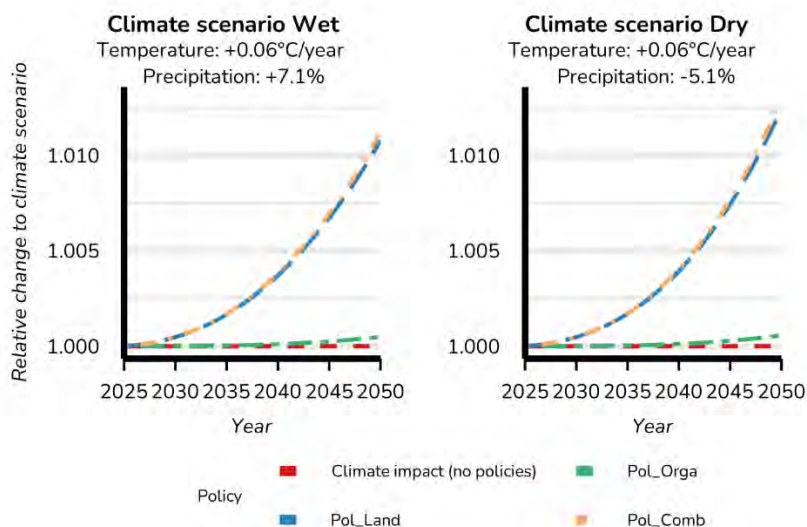 Climate scenario Wet
Temperature: +0.06°C/year
Precipitation: +7.1%
Climate scenario Dry
Temperature: +0.06°C/year
Precipitation: -5.1%
Relative change to climate scenario
1.010
1.005
1.000
1.010
1.005
1.000
2025 2030 2035 2040 2045 2050
Year
2025 2030 2035 2040 2045 2050
Year
Policy
Climate impact (no policies)
Pol_Orga
Pol_Land
Pol_Comb